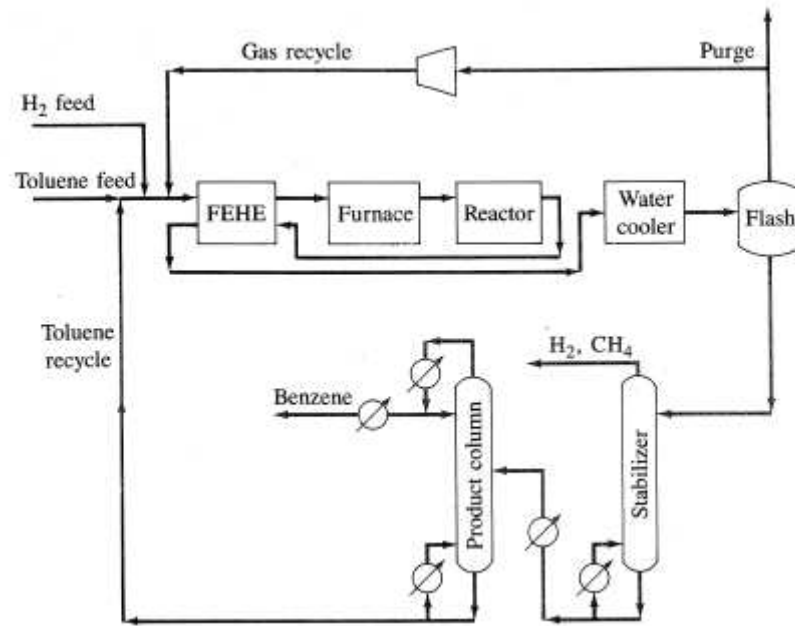 Gas recycle
Purge
H₂ feed
Toluene feed
FEHE
Furnace
Reactor
Water
cooler
Flash
Toluene
recycle
H₂, CH₄
Benzene
Product column
Stabilizer